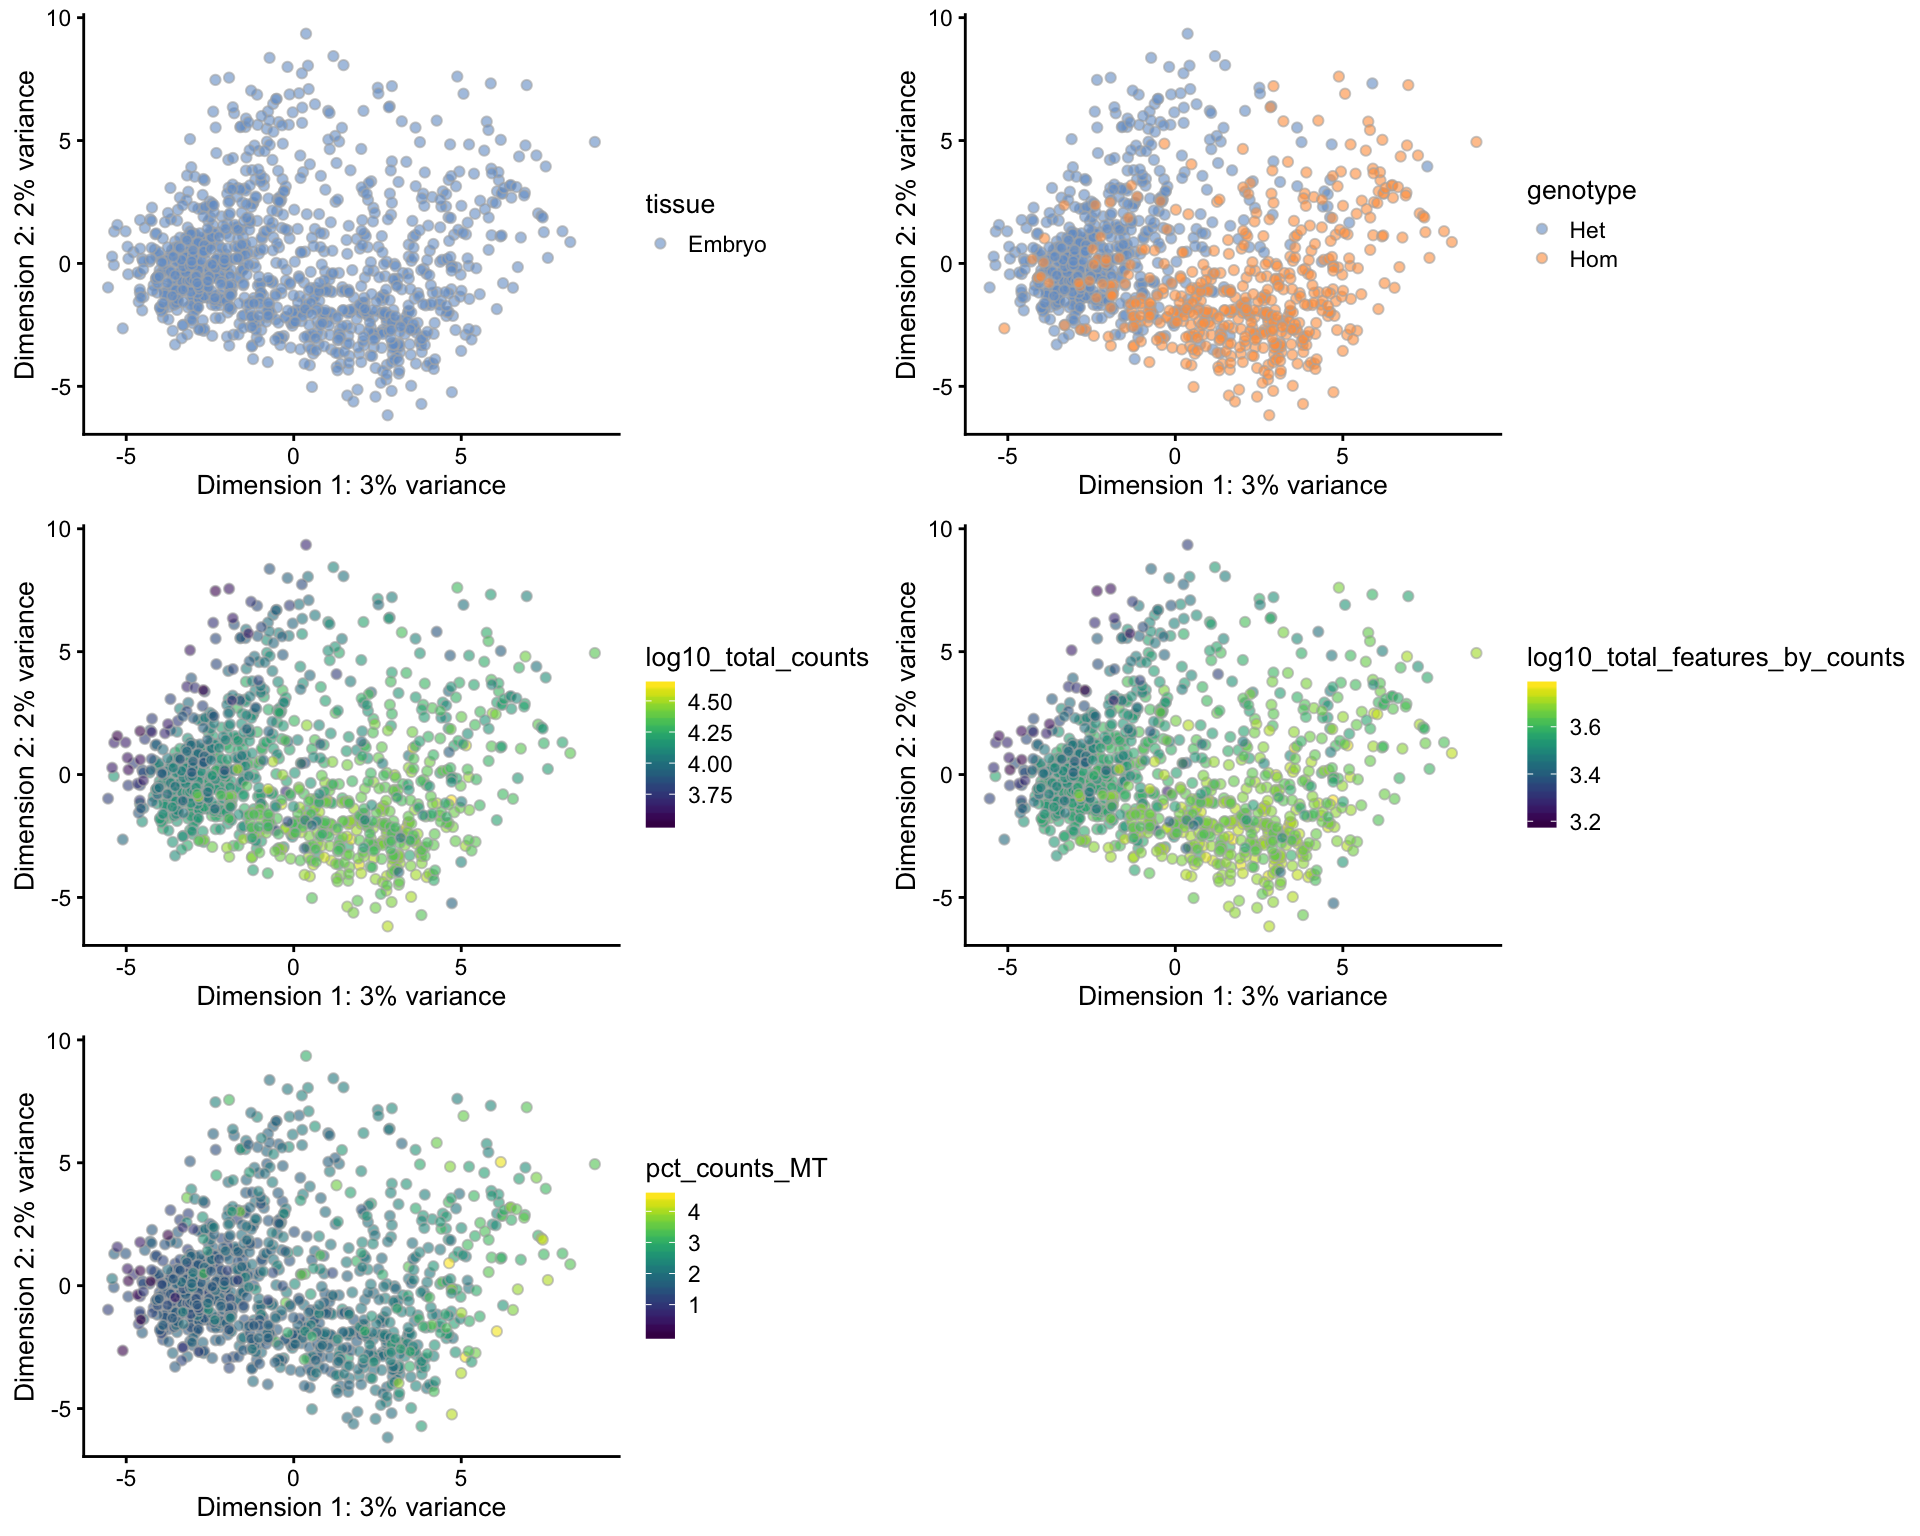 10
5
0
-5
Dimension 2: 2% variance
-5
0
5
Dimension 1: 3% variance
tissue
Embryo
10
5
0
-5
Dimension 2: 2% variance
-5
0
5
Dimension 1: 3% variance
genotype
Het
Hom
10
5
0
-5
Dimension 2: 2% variance
-5
0
5
Dimension 1: 3% variance
log10_total_counts
4.50
4.25
4.00
3.75
10
5
0
-5
Dimension 2: 2% variance
-5
0
5
Dimension 1: 3% variance
log10_total_features_by_counts
3.6
3.4
3.2
10
5
0
-5
Dimension 2: 2% variance
-5
0
5
Dimension 1: 3% variance
pct_counts_MT
4
3
2
1